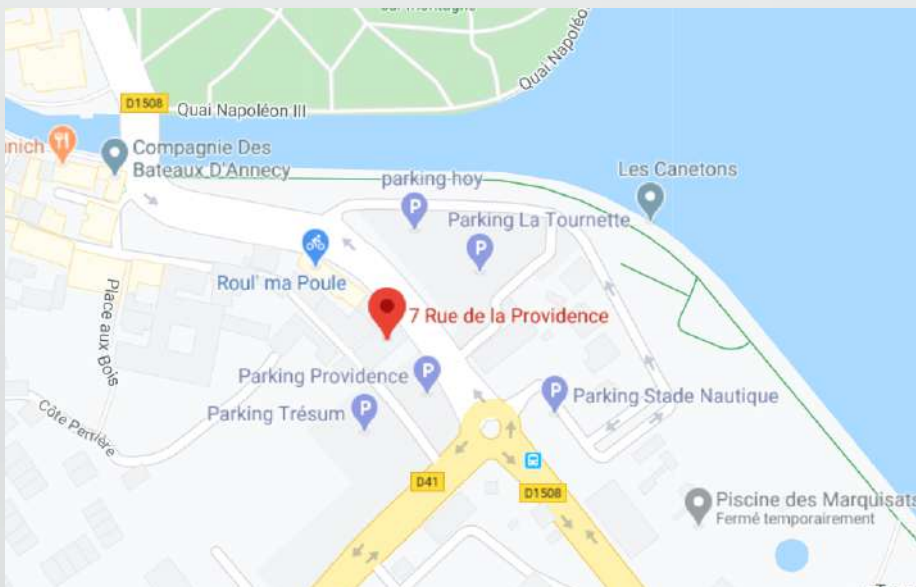 Quai Napoléon
D1508
Quai Napoléon III
nich
Compagnie Des
Bateaux D'Annecy
Les Canetons
parking hoy
Parking La Tournette
Roul' ma Poule
Place aux Bois
7 Rue de la Providence
Parking Providence
Parking Stade Nautique
Parking Trésum
Côte Perrière
D41
D1508
Piscine des Marquisats
Fermé temporairement